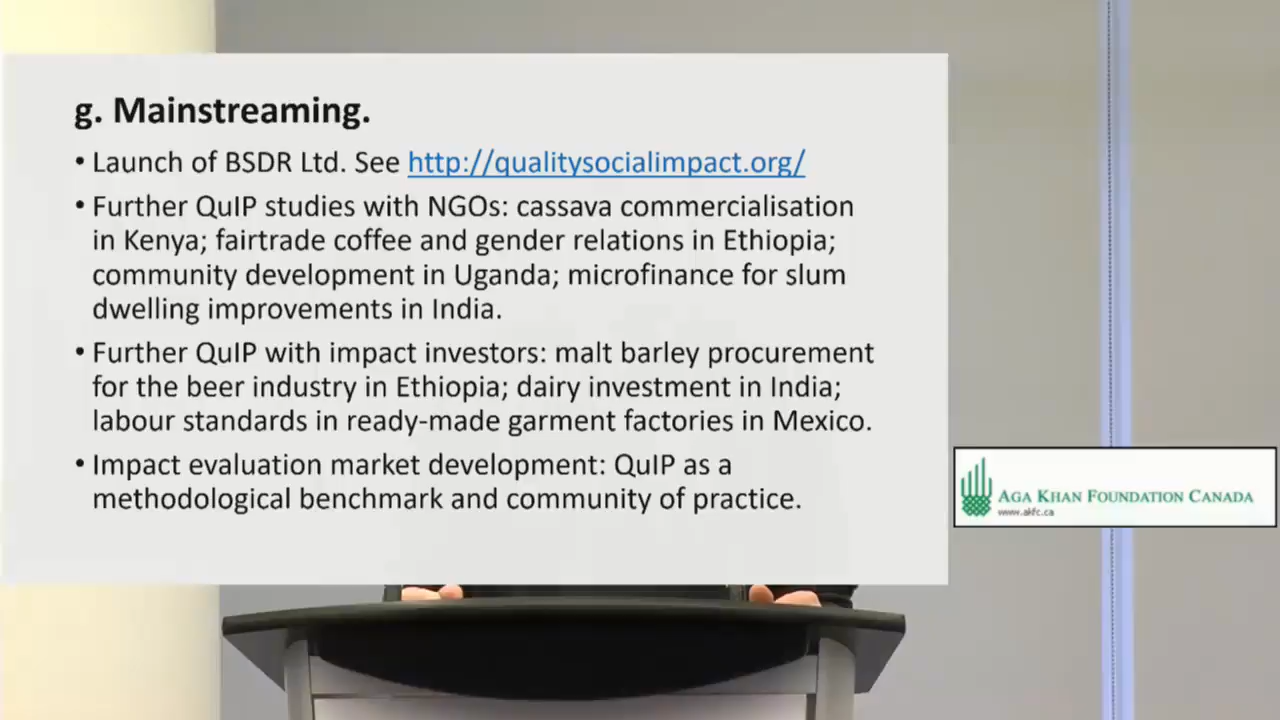 g. Mainstreaming.
• Launch of BSDR Ltd. See http://qualitysocialimpact.org/
• Further QuIP studies with NGOs: cassava commercialisation
in Kenya; fairtrade coffee and gender relations in Ethiopia;
community development in Uganda; microfinance for slum
dwelling improvements in India.
• Further QuIP with impact investors: malt barley procurement
for the beer industry in Ethiopia; dairy investment in India;
labour standards in ready-made garment factories in Mexico.
• Impact evaluation market development: QuIP as a
methodological benchmark and community of practice.
AGA KHAN FOUNDATION CANADA
www.akfc.ca